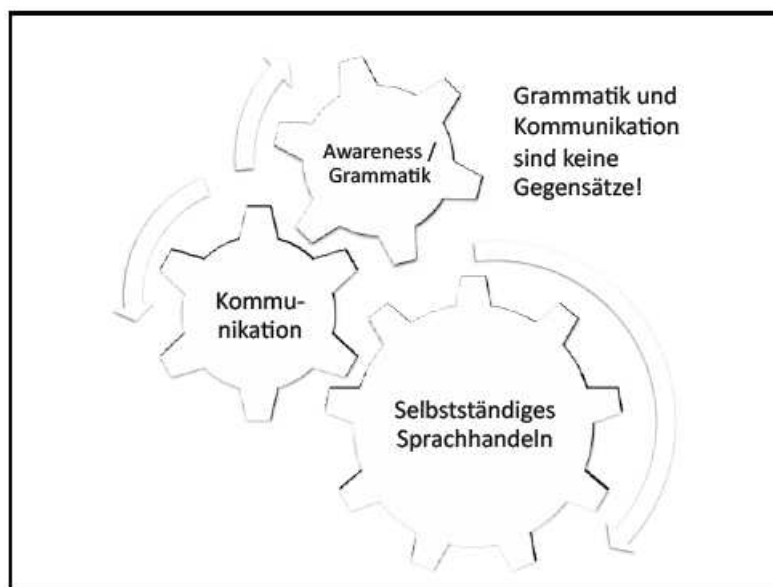 Grammatik und
Kommunikation
sind keine
Gegensätze!
Awareness /
Grammatik
Kommu-
nikation
Selbstständiges
Sprachhandeln